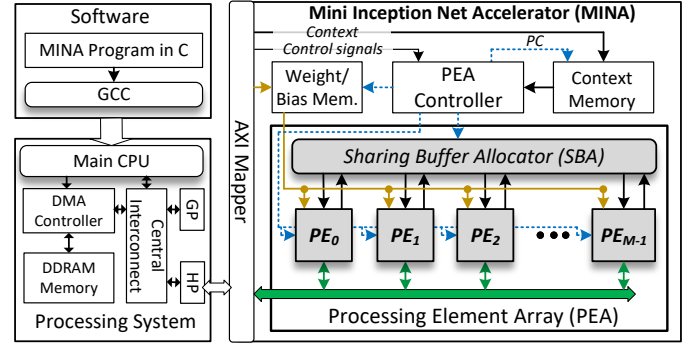 Software
MINA Program in C
GCC
Main CPU
DMA
Controller
DDRAM
Memory
Central
Interconnect
GP
HP
Processing System
AXI Mapper
Mini Inception Net Accelerator (MINA)
Context
Control signals
PC
Weight/
Bias Mem.
PEA
Controller
Context
Memory
Sharing Buffer Allocator (SBA)
PE0
PE1
PE2
PEM-1
Processing Element Array (PEA)